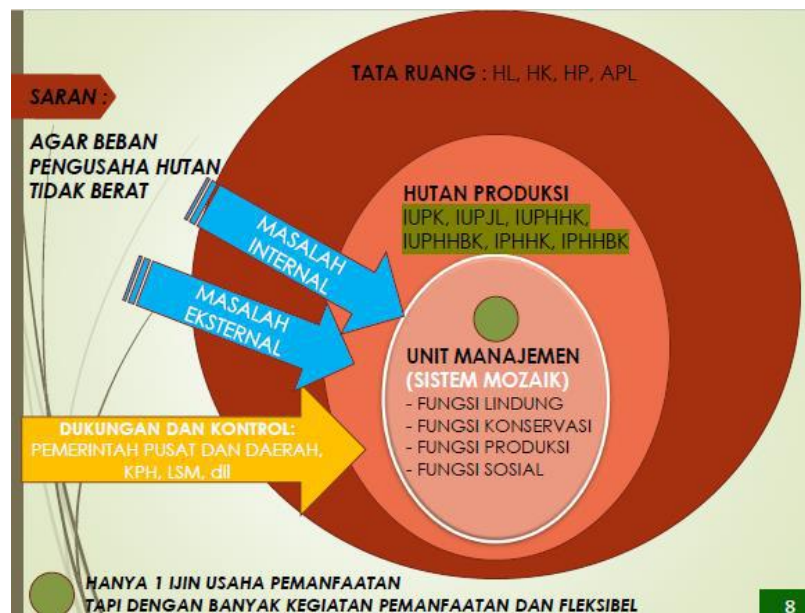 TATA RUANG : HL, HK, HP, APL
SARAN :
AGAR BEBAN
PENGUSAHA HUTAN
TIDAK BERAT
HUTAN PRODUKSI
IUPK, IUPJL, IUPHHK,
IUPHHBK, IPHHK, IPHHBK
MASALAH
INTERNAL
MASALAH
EKSTERNAL
UNIT MANAJEMEN
(SISTEM MOZAIK)
- FUNGSI LINDUNG
- FUNGSI KONSERVASI
- FUNGSI PRODUKSI
- FUNGSI SOSIAL
DUKUNGAN DAN KONTROL:
PEMERINTAH PUSAT DAN DAERAH,
KPH, LSM, dll
HANYA 1 IJIN USAHA PEMANFAATAN
TAPI DENGAN BANYAK KEGIATAN PEMANFAATAN DAN FLEKSIBEL
8